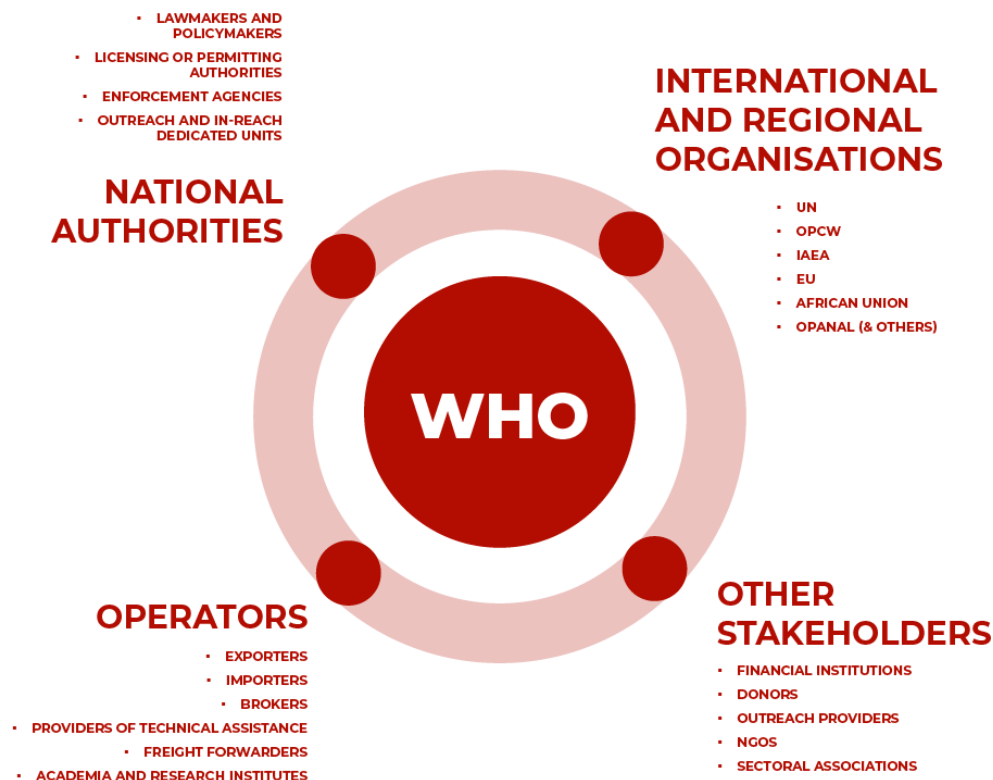 ▪ LAWMAKERS AND
POLICYMAKERS
▪ LICENSING OR PERMITTING
AUTHORITIES
▪ ENFORCEMENT AGENCIES
▪ OUTREACH AND IN-REACH
DEDICATED UNITS
NATIONAL
AUTHORITIES
INTERNATIONAL
AND REGIONAL
ORGANISATIONS
▪ UN
▪ OPCW
▪ IAEA
▪ EU
▪ AFRICAN UNION
▪ OPANAL (& OTHERS)
WHO
OPERATORS
▪ EXPORTERS
▪ IMPORTERS
▪ BROKERS
▪ PROVIDERS OF TECHNICAL ASSISTANCE
▪ FREIGHT FORWARDERS
▪ ACADEMIA AND RESEARCH INSTITUTES
OTHER
STAKEHOLDERS
▪ FINANCIAL INSTITUTIONS
▪ DONORS
▪ OUTREACH PROVIDERS
▪ NGOS
▪ SECTORAL ASSOCIATIONS